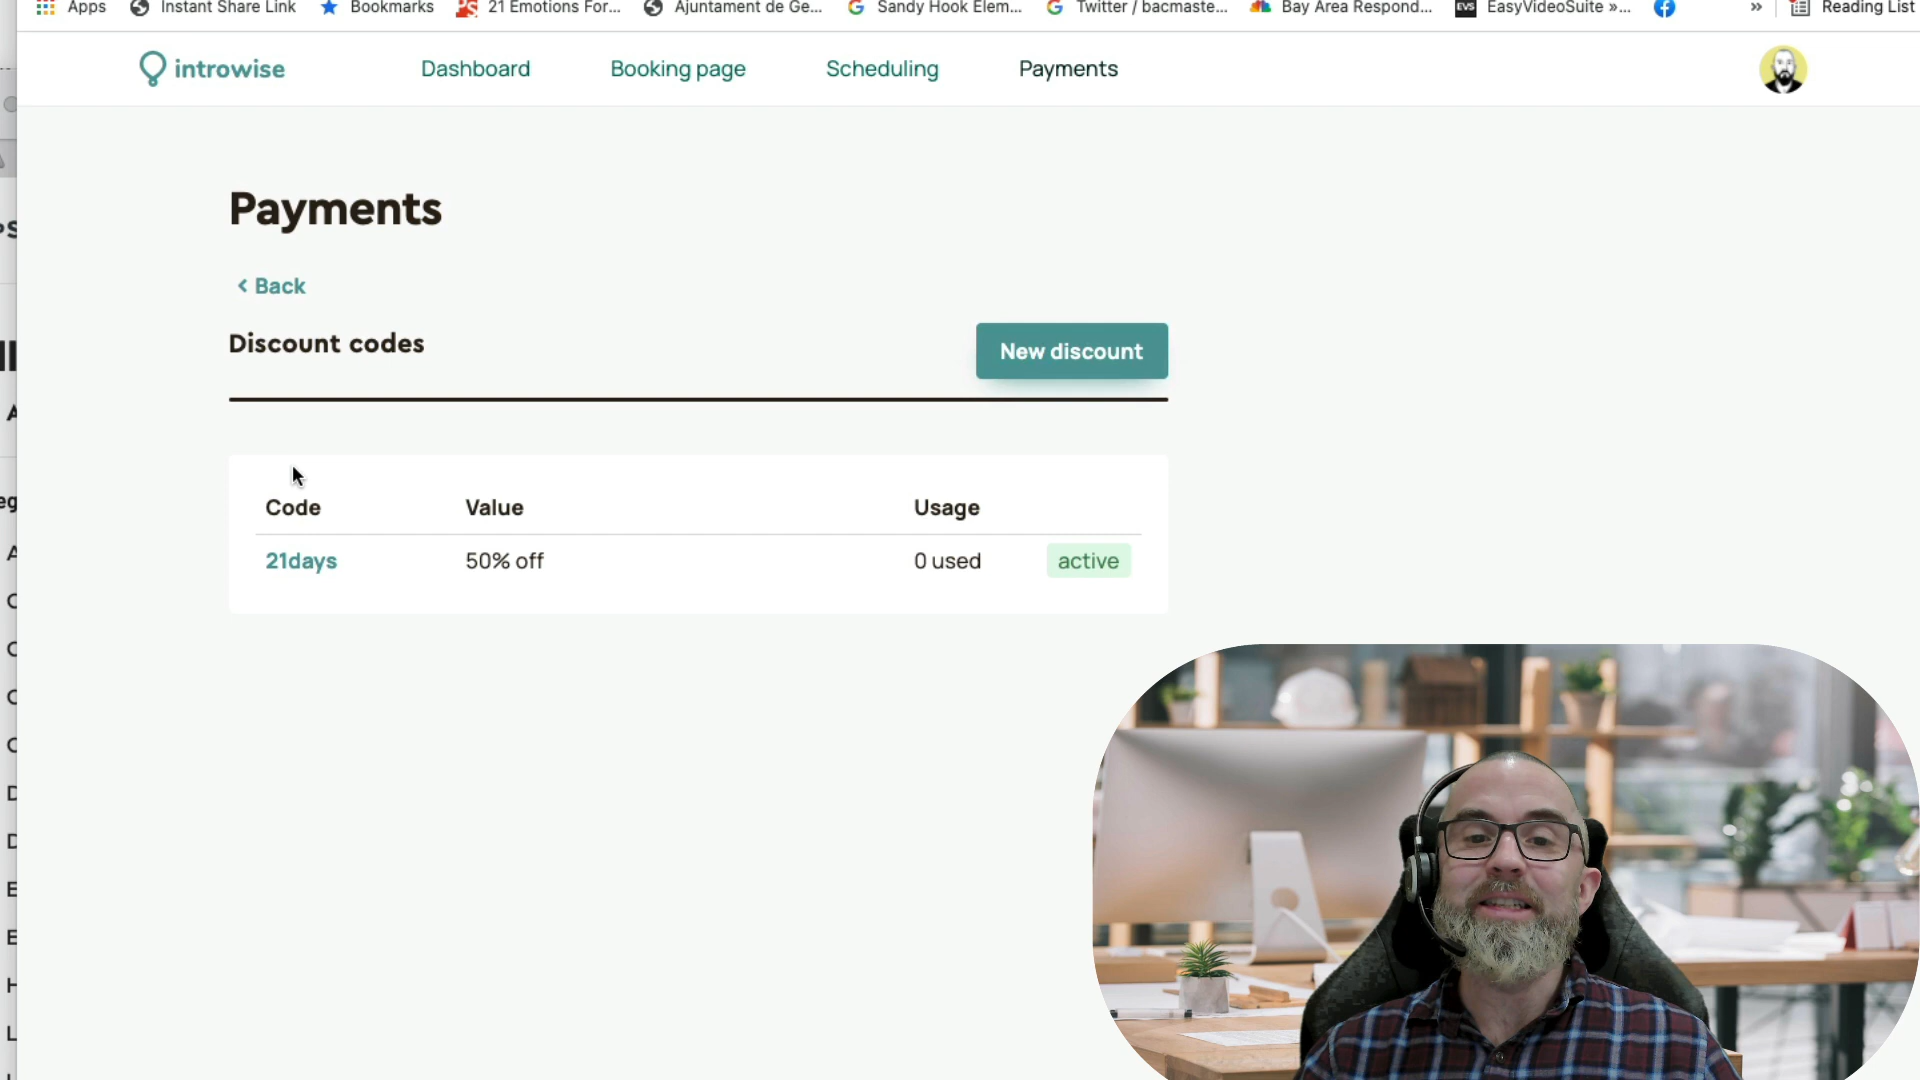 Apps Instant Share Link Bookmarks 21 Emotions For... Ajuntament de Ge... Sandy Hook Elem... Twitter / bacmaste... Bay Area Respond... EVS EasyVideoSuite »... » Reading List
introwise Dashboard Booking page Scheduling Payments
Payments
< Back
Discount codes
New discount
Code Value Usage
21days 50% off 0 used active